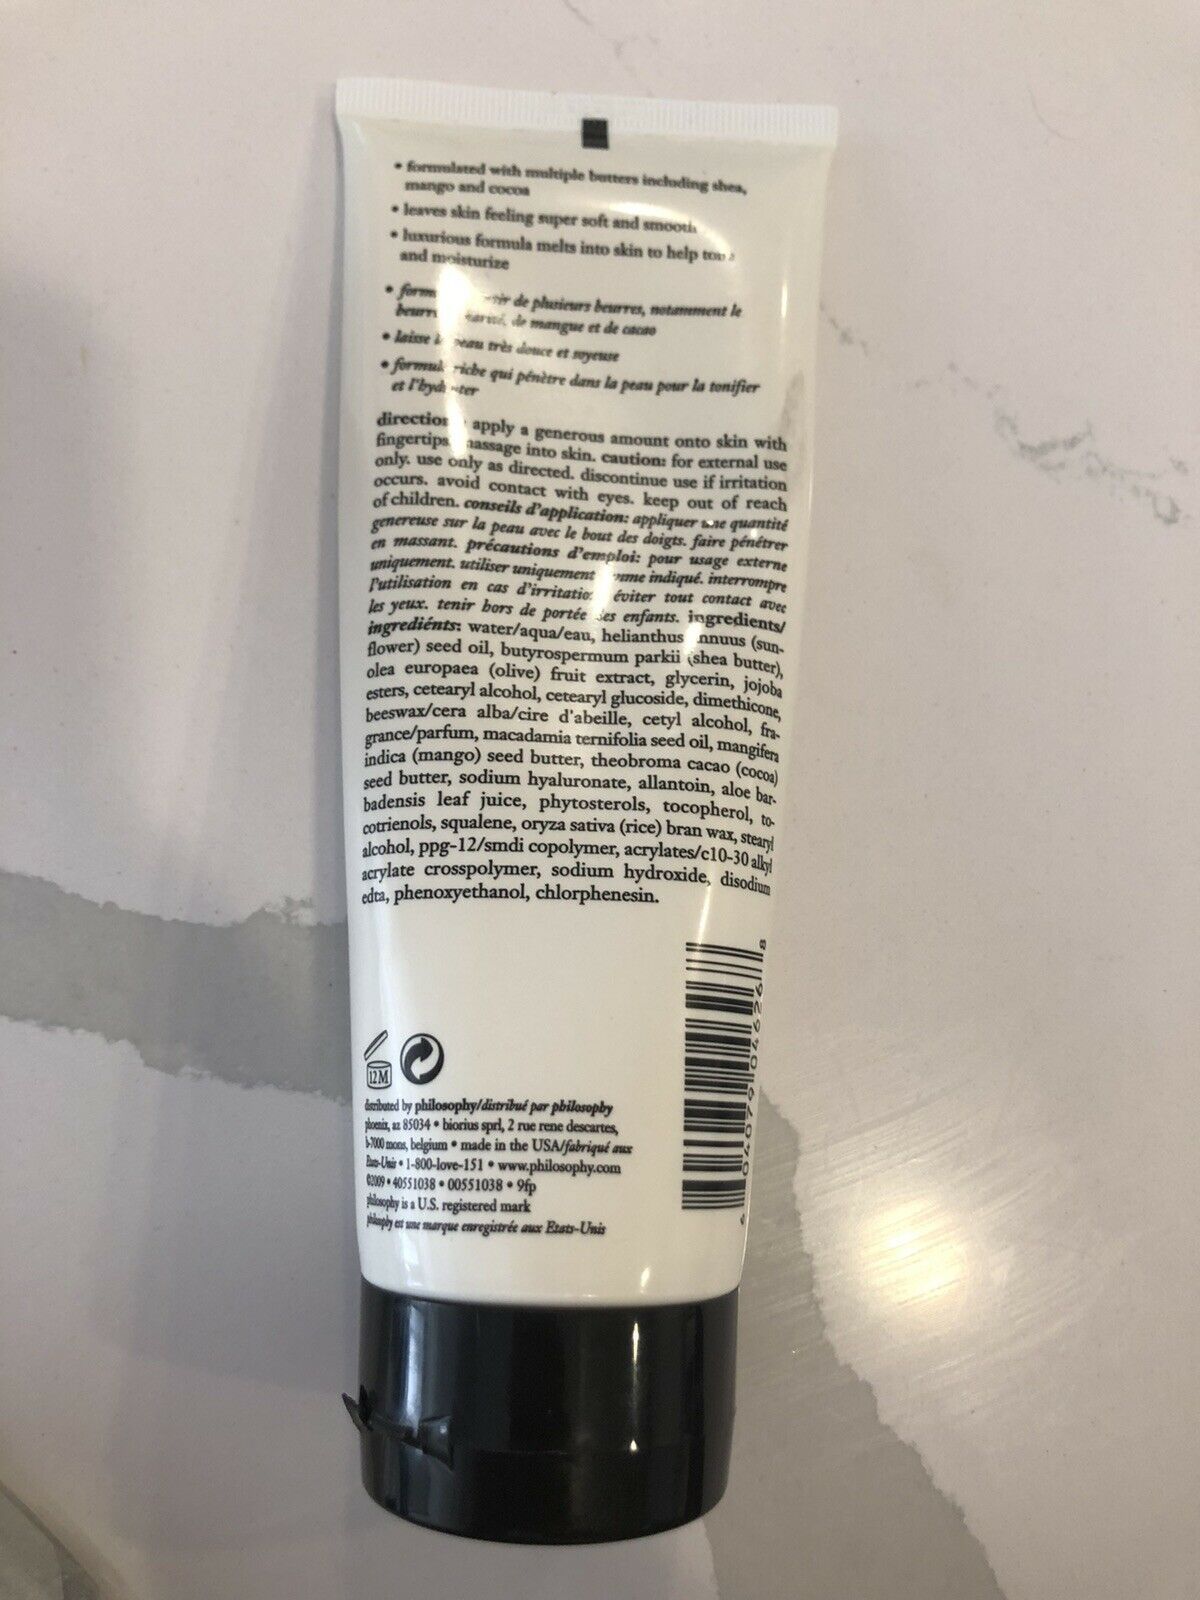 • formulated with multiple butters including shea,
mango and cocoa
• leaves skin feeling super soft and smooth
• luxurious formula melts into skin to help tone
and moisturize
• de plusieurs beurres, notamment le
de mangue et de cacao
• laisse la peau très douce et soyeuse
• formule riche qui pénètre dans la peau pour la tonifier
et l'hydrater
directions: apply a generous amount onto skin with
fingertips. massage into skin. caution: for external use
only. use only as directed. discontinue use if irritation
occurs. avoid contact with eyes. keep out of reach
of children. conseils d'application: appliquer une quantité
genereuse sur la peau avec le bout des doigts. faire pénétrer
en massant. précautions d'emploi: pour usage externe
uniquement. utiliser uniquement comme indiqué. interrompre
l'utilisation en cas d'irritation. éviter tout contact avec
les yeux. tenir hors de portée des enfants. ingredients/
ingrediénts: water/aqua/eau, helianthus annuus (sun-
flower) seed oil, butyrospermum parkii (shea butter),
olea europaea (olive) fruit extract, glycerin, jojoba
esters, cetearyl alcohol, cetearyl glucoside, dimethicone,
beeswax/cera alba/cire d'abeille, cetyl alcohol, fra-
grance/parfum, macadamia ternifolia seed oil, mangifera
indica (mango) seed butter, theobroma cacao (cocoa)
seed butter, sodium hyaluronate, allantoin, aloe bar-
badensis leaf juice, phytosterols, tocopherol, to-
cotrienols, squalene, oryza sativa (rice) bran wax, stearyl
alcohol, ppg-12/smdi copolymer, acrylates/c10-30 alkyl
acrylate crosspolymer, sodium hydroxide, disodium
edta, phenoxyethanol, chlorphenesin.
12M
distributed by philosophy/distribué par philosophy
phoenix, az 85034 • biorius sprl, 2 rue rene descartes,
b-7000 mons, belgium • made in the USA/fabriqué aux
Etats-Unis • 1-800-love-151 • www.philosophy.com
©2009 • 40551038 • 00551038 • 9fp
philosophy is a U.S. registered mark
philosophy est une marque enregistrée aux Etats-Unis
6 04079 04626 8